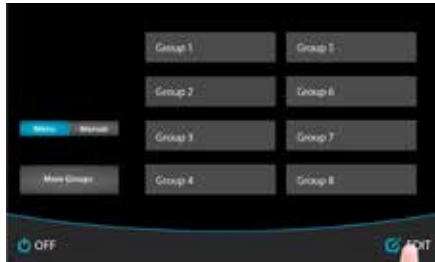 Group 1
Group 5
Group 2
Group 6
Menu Manual
Group 3
Group 7
More Groups
Group 4
Group 8
OFF
EDIT